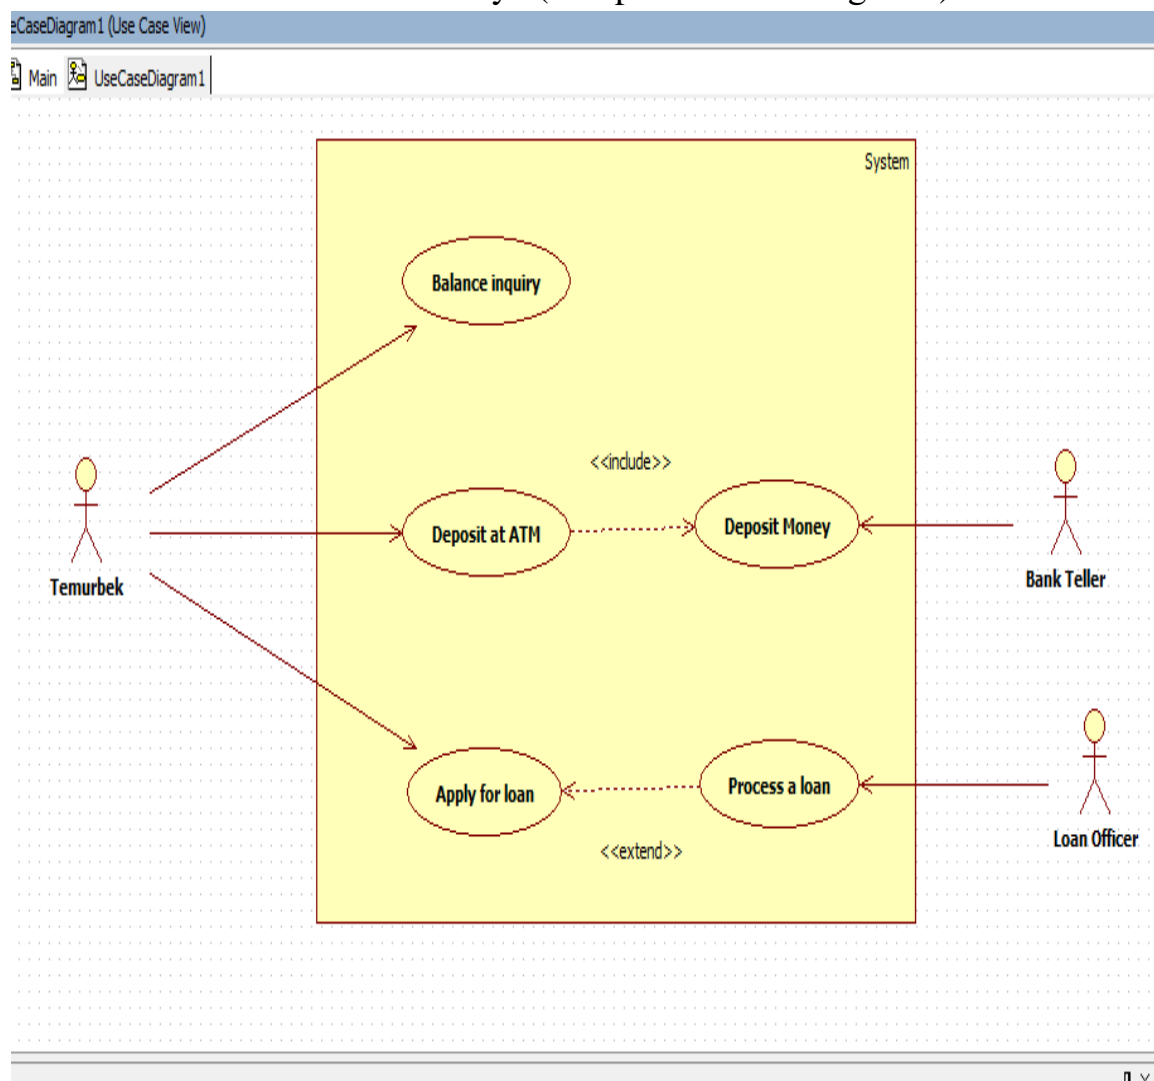 eCaseDiagram1 (Use Case View)
Main UseCaseDiagram1
System
Balance inquiry
<<include>>
Deposit at ATM
Deposit Money
Temurbek
Bank Teller
Apply for loan
Process a loan
<<extend>>
Loan Officer